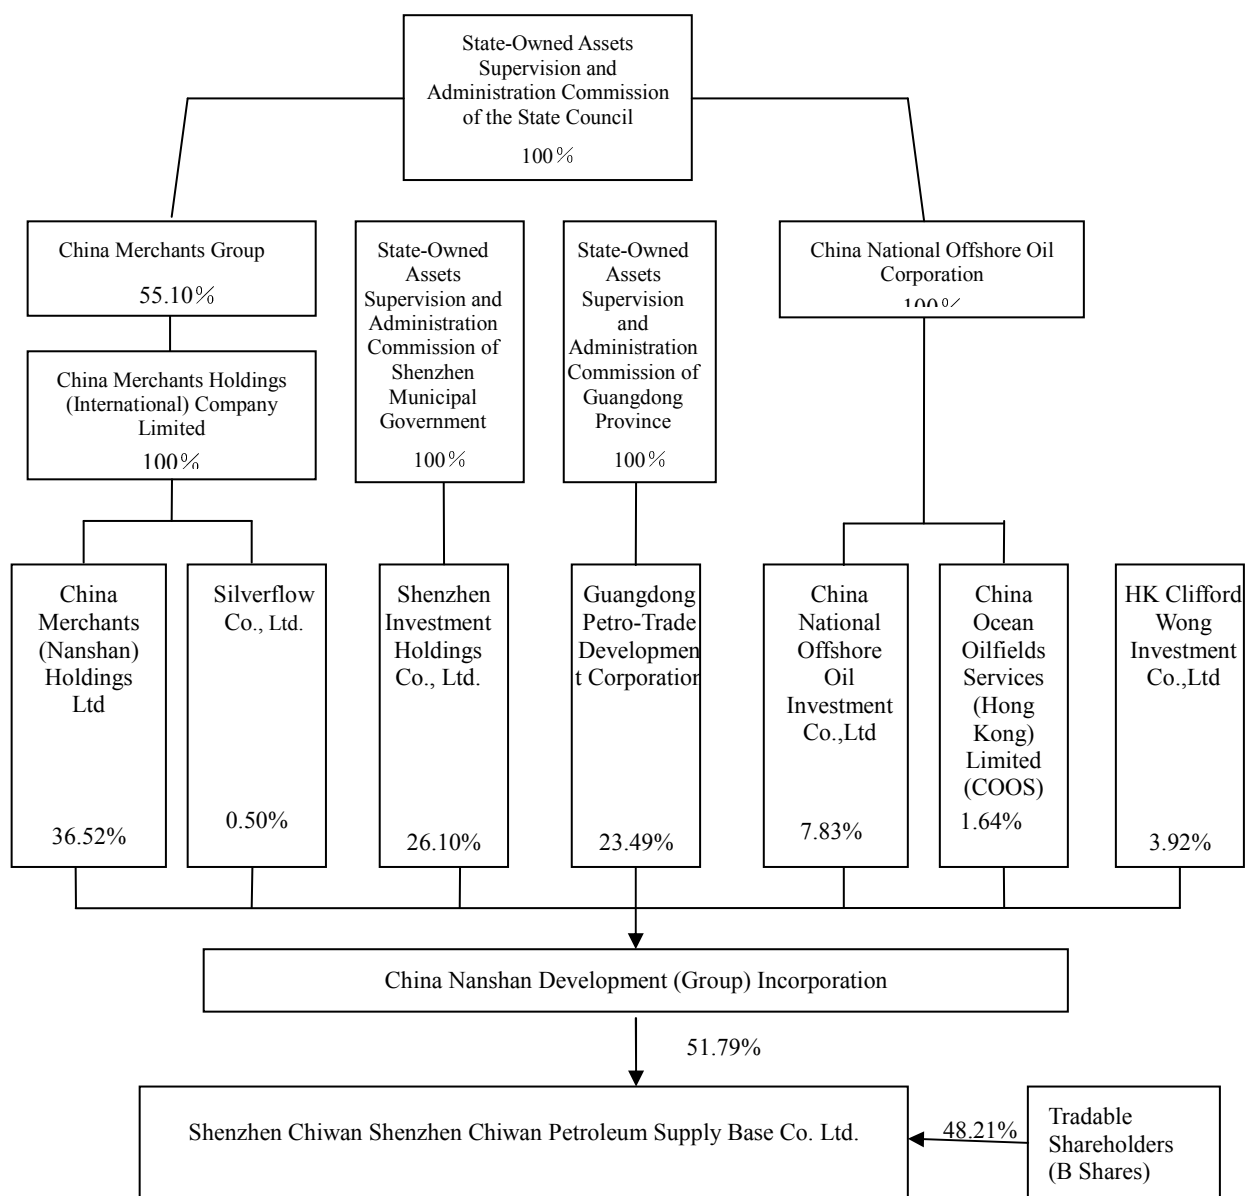 State-Owned Assets
Supervision and
Administration Commission
of the State Council
100%
China Merchants Group
55.10%
State-Owned
Assets
Supervision and
Administration
Commission of
Shenzhen
Municipal
Government
100%
State-Owned
Assets
Supervision
and
Administration
Commission of
Guangdong
Province
100%
China National Offshore Oil
Corporation
100%
China Merchants Holdings
(International) Company
Limited
100%
China
Merchants
(Nanshan)
Holdings
Ltd
36.52%
Silverflow
Co., Ltd.
0.50%
Shenzhen
Investment
Holdings
Co., Ltd.
26.10%
Guangdong
Petro-Trade
Developmen
t Corporation
23.49%
China
National
Offshore
Oil
Investment
Co.,Ltd
7.83%
China
Ocean
Oilfields
Services
(Hong
Kong)
Limited
(COOS)
1.64%
HK Clifford
Wong
Investment
Co.,Ltd
3.92%
China Nanshan Development (Group) Incorporation
51.79%
Shenzhen Chiwan Shenzhen Chiwan Petroleum Supply Base Co. Ltd.
48.21%
Tradable
Shareholders
(B Shares)